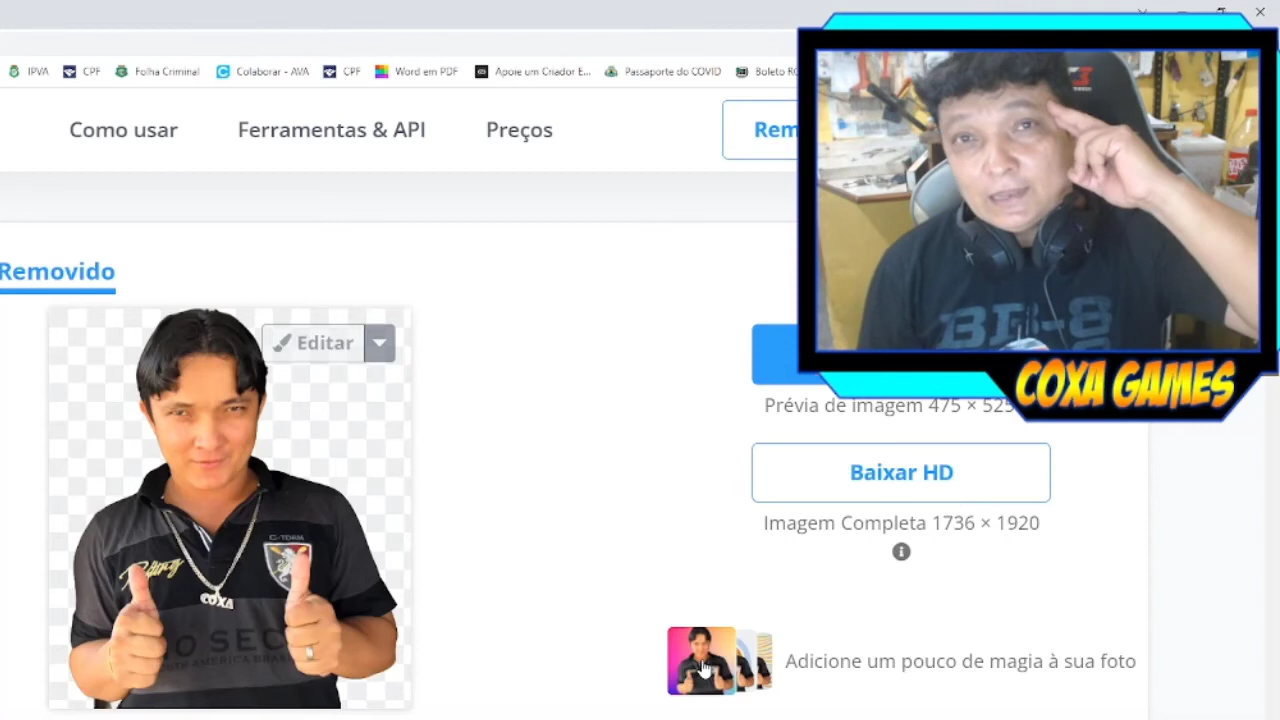 IPVA CPF Folha Criminal Colaborar - AVA CPF Word em PDF Apoie um Criador E... Passaporte do COVID Boleto
Como usar Ferramentas & API Preços Rem
Removido
Editar
BB-8
COXA GAMES
Prévia de imagem 475 × 525
Baixar HD
Imagem Completa 1736 × 1920
COXA
Adicione um pouco de magia à sua foto